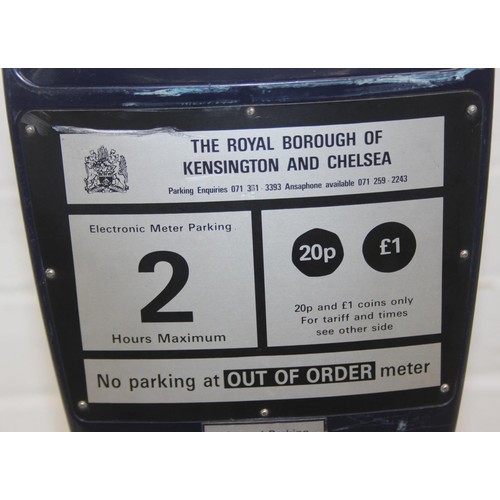 THE ROYAL BOROUGH OF
KENSINGTON AND CHELSEA
Parking Enquiries 071 3 1 - 3393 Ansaphone available 071 259 - 2243
Electronic Meter Parking
2
Hours Maximum
20p £1
20p and £1 coins only
For tariff and times
see other side
No parking at OUT OF ORDER meter